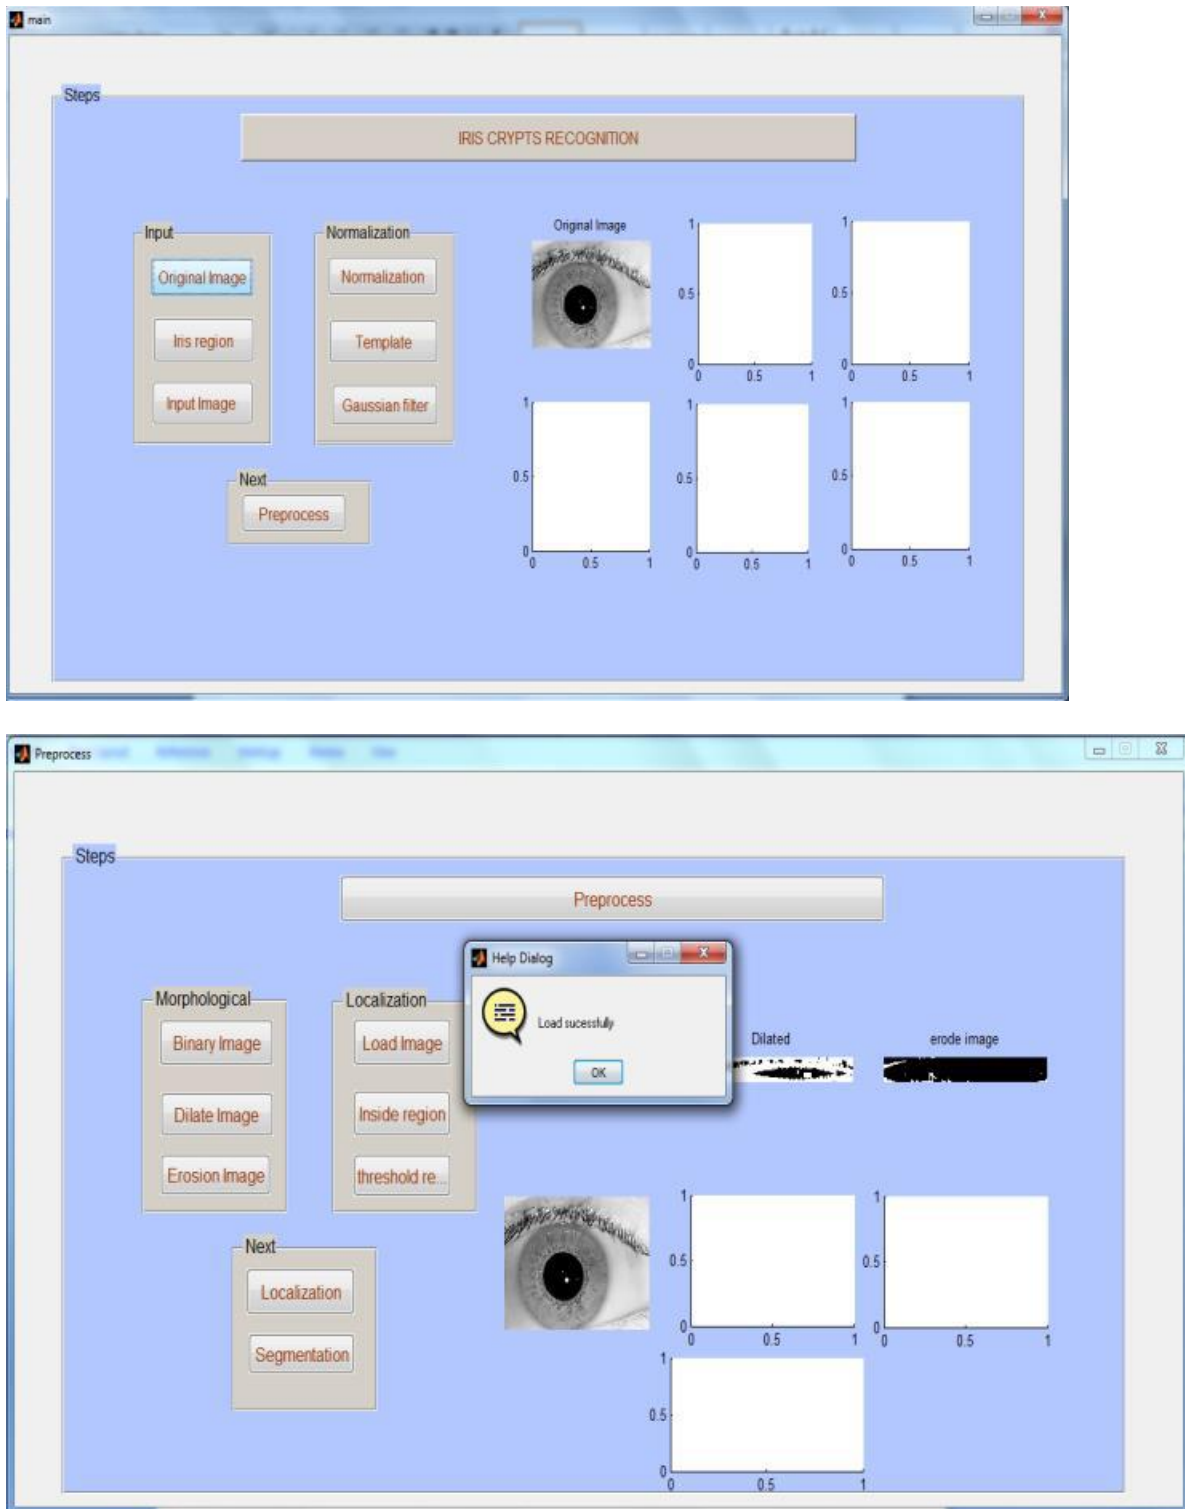 main
Steps
IRIS CRYPTS RECOGNITION
Input
Original Image
Iris region
Input Image
Normalization
Normalization
Template
Gaussian filter
Next
Preprocess
Original Image
1
0.5
0
0 0.5 1
1
0.5
0
0 0.5 1
1
0.5
0
0 0.5 1
1
0.5
0
0 0.5 1
1
0.5
0
0 0.5 1
Preprocess
Steps
Preprocess
Morphological
Binary Image
Dilate Image
Erosion Image
Localization
Load Image
Inside region
threshold re...
Next
Localization
Segmentation
Help Dialog
Load sucessfully
OK
Dilated
erode image
1
0.5
0
0 0.5 1
1
0.5
0
0 0.5 1
1
0.5
0
0 0.5 1